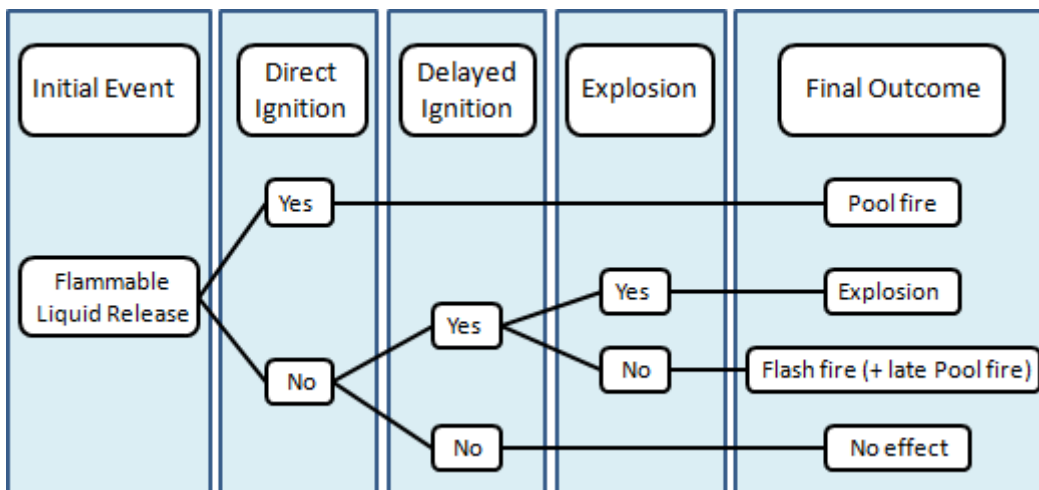 Initial Event
Direct
Ignition
Delayed
Ignition
Explosion
Final Outcome
Yes
Pool fire
Flammable
Liquid Release
Yes
Explosion
Yes
No
No
Flash fire (+ late Pool fire)
No
No effect